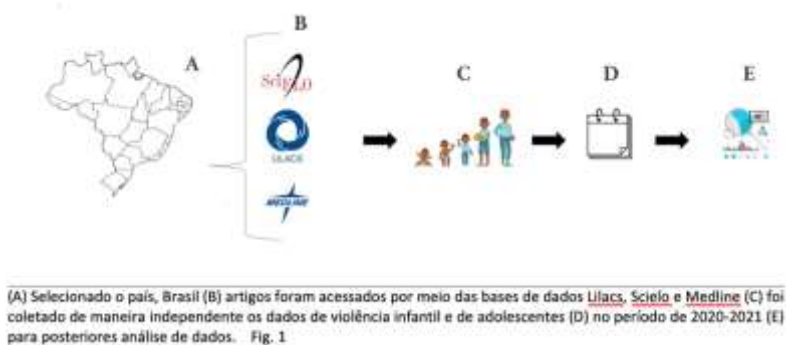 B
A
C
D
E
SciELO
LILACS
MEDLINE
(A) Selecionado o país, Brasil (B) artigos foram acessados por meio das bases de dados Lilacs, Scielo e Medline (C) foi
coletado de maneira independente os dados de violência infantil e de adolescentes (D) no período de 2020-2021 (E)
para posteriores análise de dados. Fig. 1